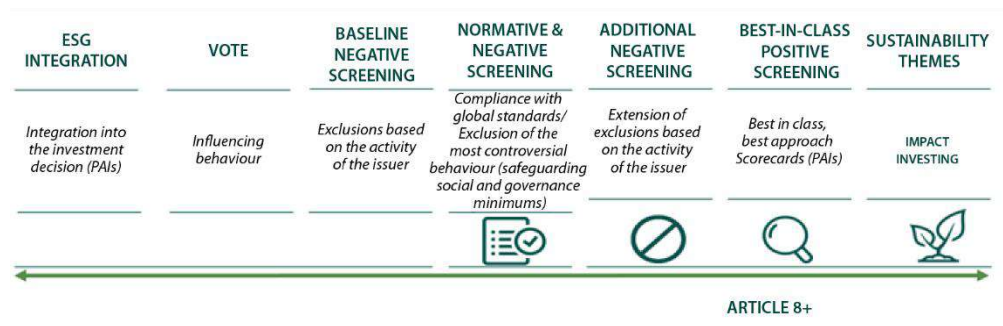 ESG
INTEGRATION
VOTE
BASELINE
NEGATIVE
SCREENING
NORMATIVE &
NEGATIVE
SCREENING
ADDITIONAL
NEGATIVE
SCREENING
BEST-IN-CLASS
POSITIVE
SCREENING
SUSTAINABILITY
THEMES
Integration into
the investment
decision (PAIs)
Influencing
behaviour
Exclusions based
on the activity
of the issuer
Compliance with
global standards/
Exclusion of the
most controversial
behaviour (safeguarding
social and governance
minimums)
Extension of
exclusions based
on the activity
of the issuer
Best in class,
best approach
Scorecards (PAIs)
IMPACT
INVESTING
ARTICLE 8+